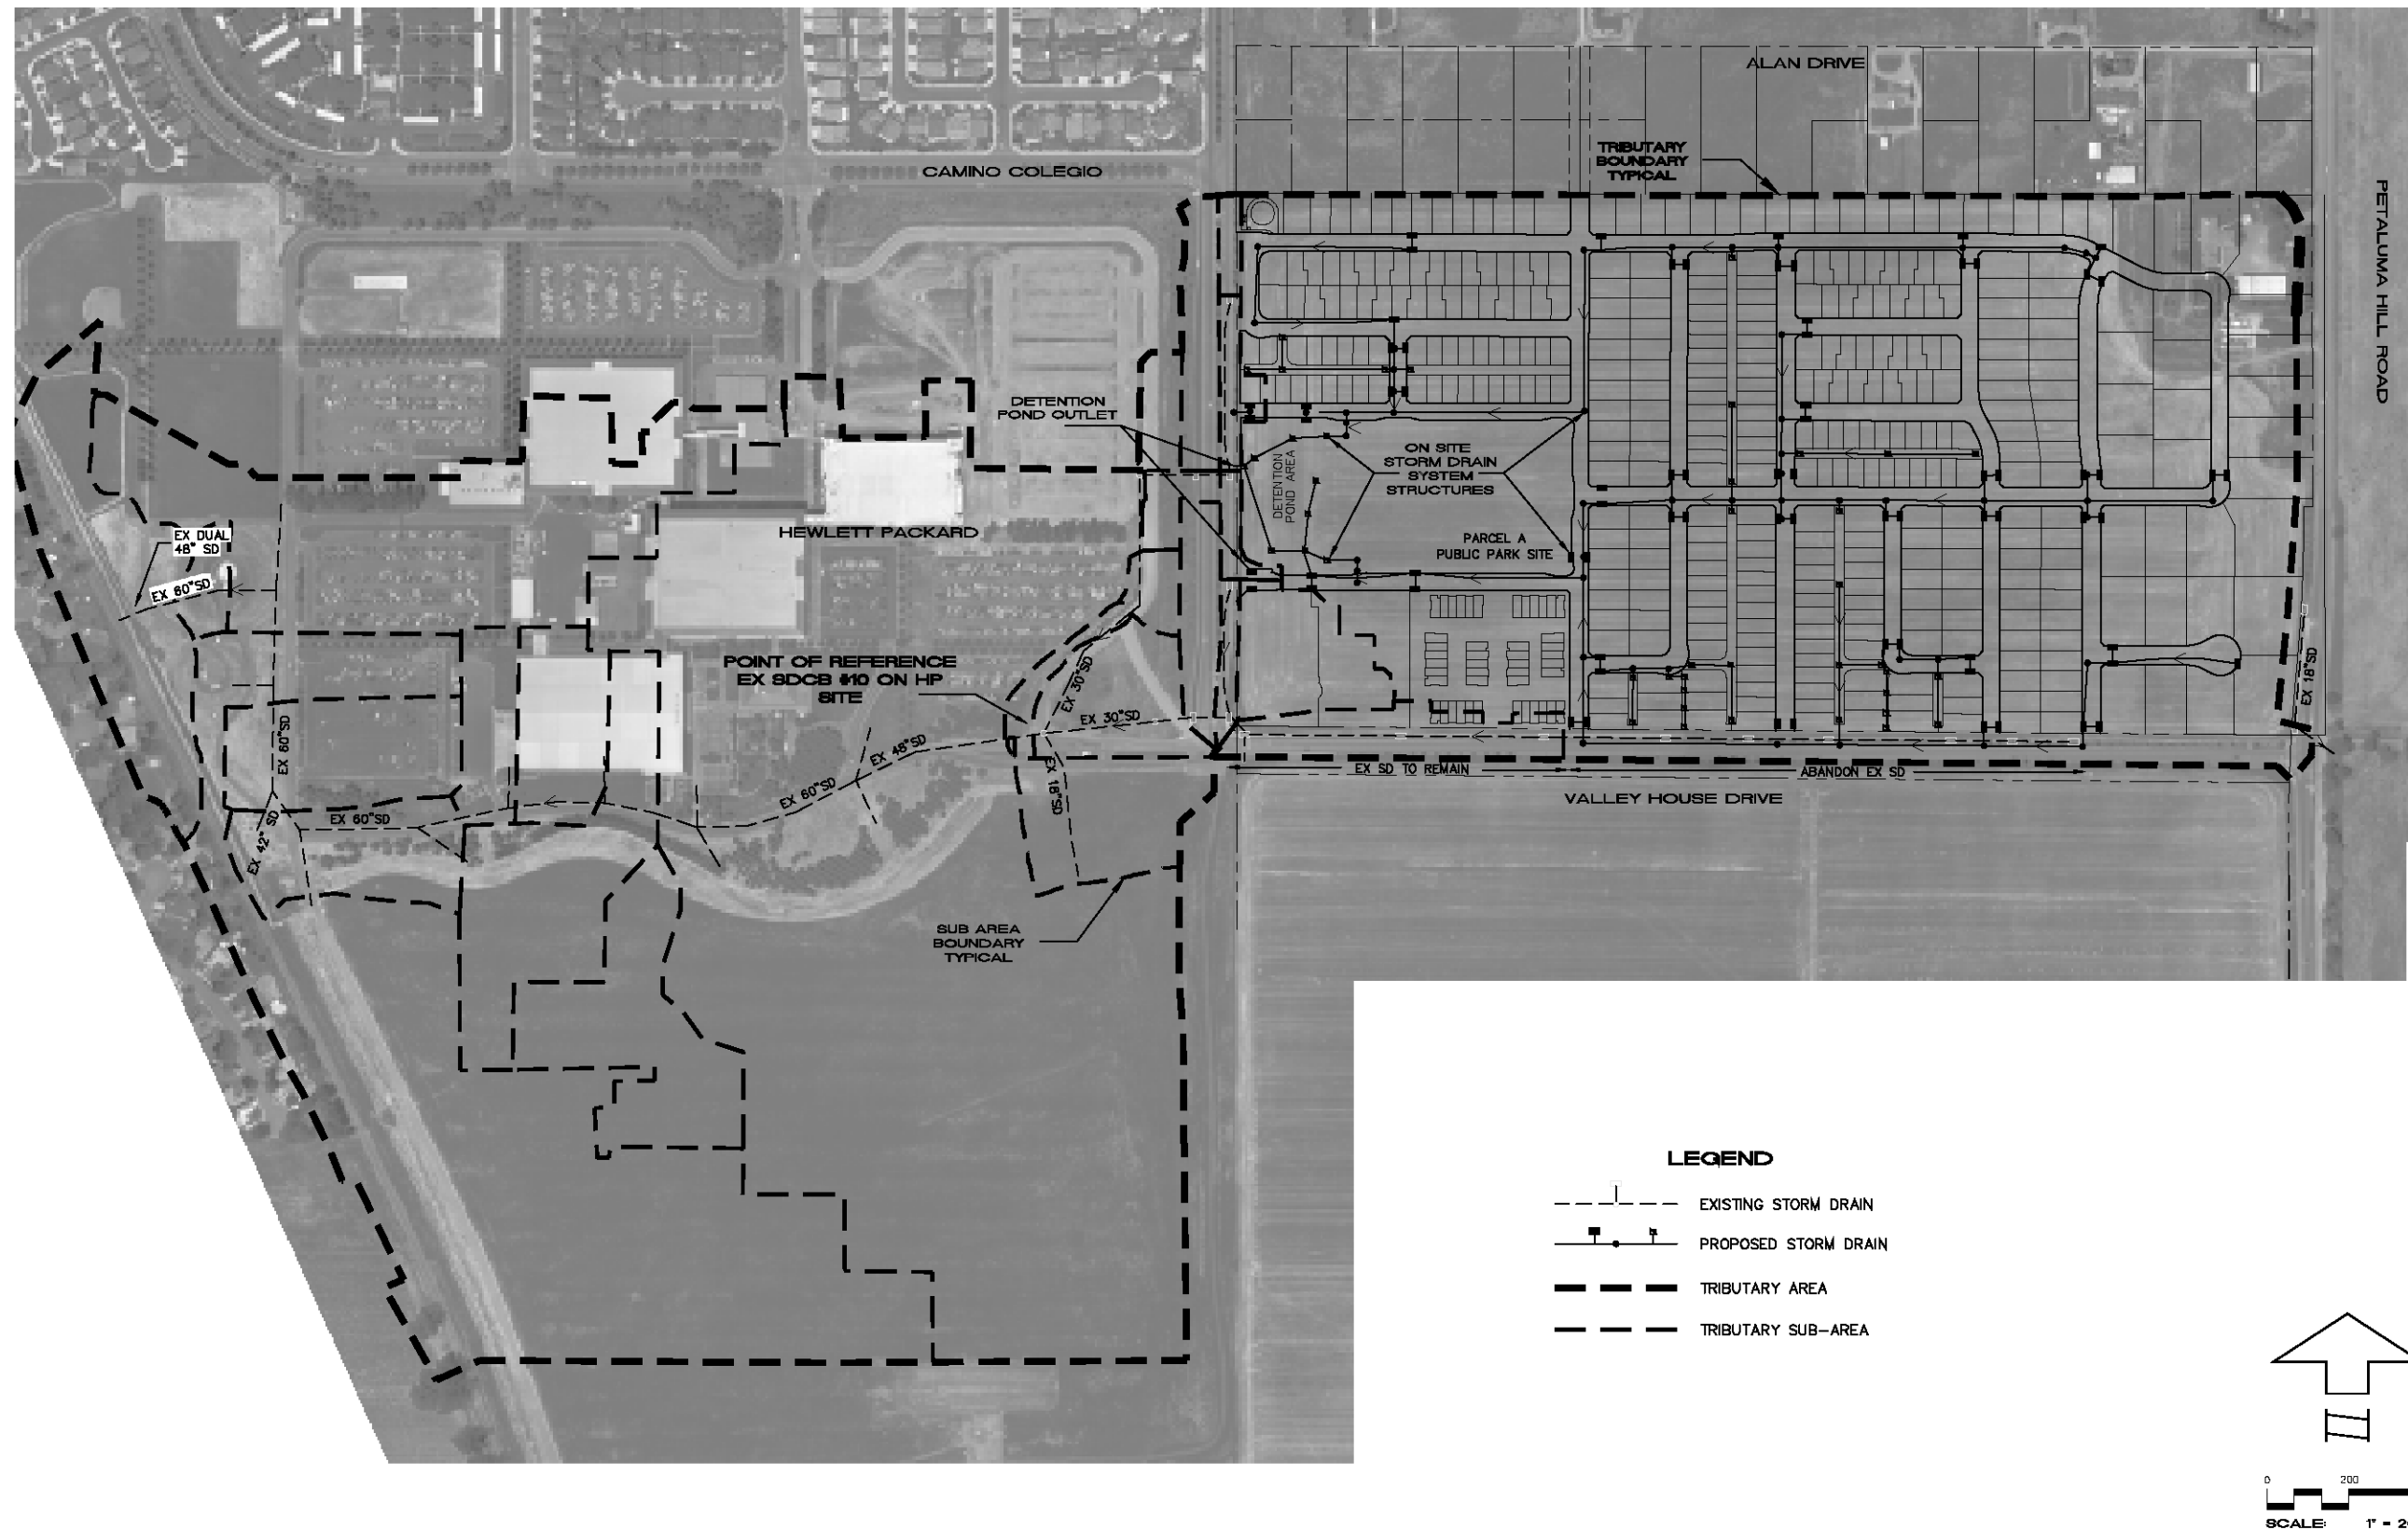 ALAN DRIVE
TRIBUTARY
BOUNDARY
TYPICAL
CAMINO COLEGIO
PETALUMA HILL ROAD
DETENTION
POND OUTLET
ON SITE
STORM DRAIN
SYSTEM
STRUCTURES
DETENTION
POND AREA
HEWLETT PACKARD
PARCEL A
PUBLIC PARK SITE
EX DUAL
48" SD
EX 60"SD
POINT OF REFERENCE
EX SDCB #10 ON HP
SITE
EX 30"SD
EX 30"SD
EX 18"SD
EX 48"SD
EX 60"SD
EX 18"SD
EX 60"SD
EX 60"SD
EX 42" SD
EX SD TO REMAIN
ABANDON EX SD
VALLEY HOUSE DRIVE
SUB AREA
BOUNDARY
TYPICAL
LEGEND
EXISTING STORM DRAIN
PROPOSED STORM DRAIN
TRIBUTARY AREA
TRIBUTARY SUB-AREA
0 200
SCALE: 1" = 2